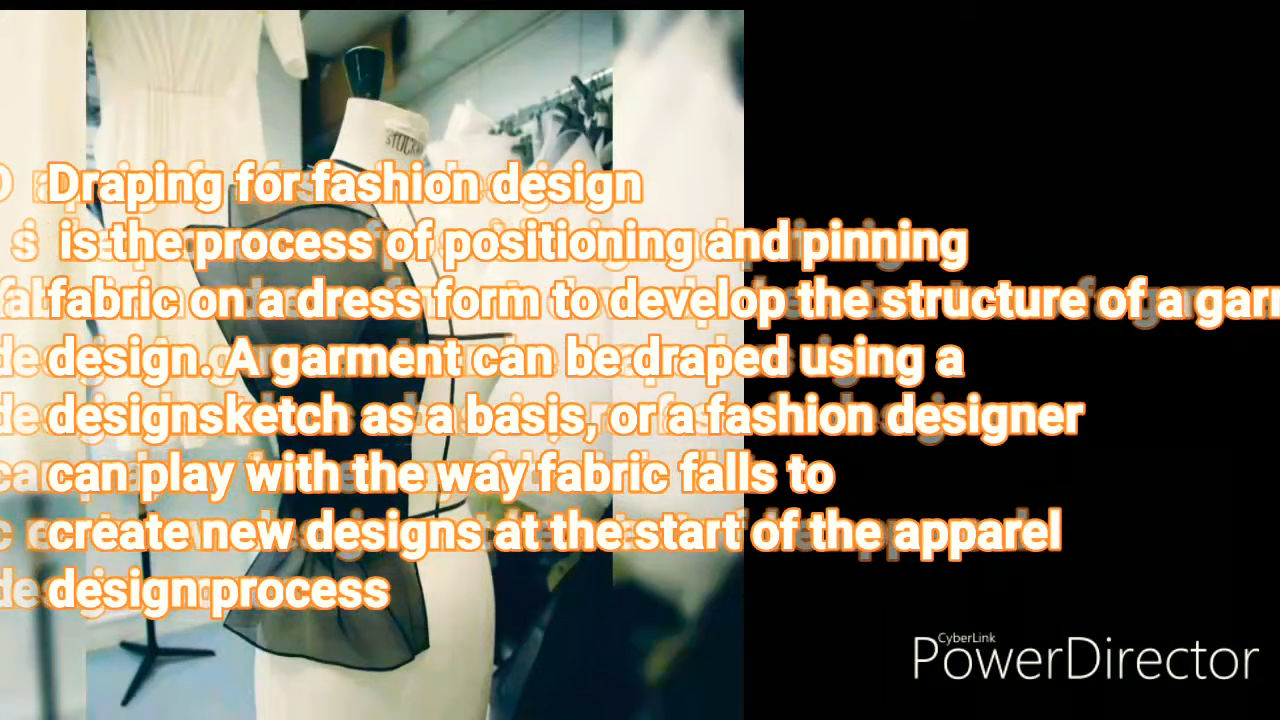 STOCKM
Draping for fashion design
is the process of positioning and pinning
fabric on a dress form to develop the structure of a gar
design. A garment can be draped using a
designsketch as a basis, or a fashion designer
can play with the way fabric falls to
create new designs at the start of the apparel
design process
CyberLink
PowerDirector